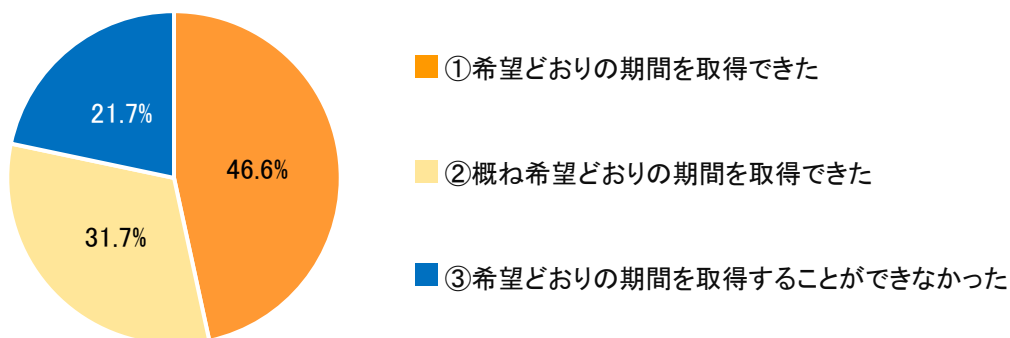 21.7%
46.6%
31.7%
①希望どおりの期間を取得できた
②概ね希望どおりの期間を取得できた
③希望どおりの期間を取得することができなかった